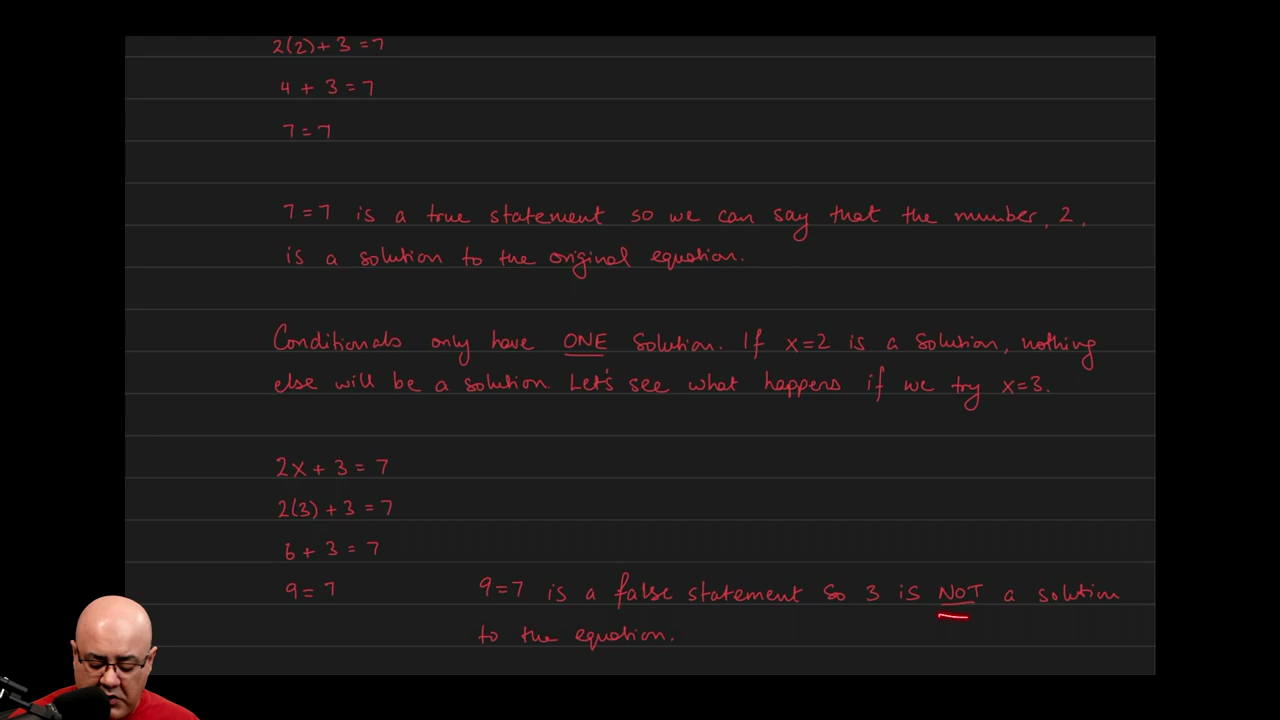 2(2) + 3 = 7
4 + 3 = 7
7 = 7
7 = 7 is a true statement so we can say that the number, 2,
is a solution to the original equation.
Conditionals only have ONE solution. If x=2 is a solution, nothing
else will be a solution. Let's see what happens if we try x=3.
2x + 3 = 7
2(3) + 3 = 7
6 + 3 = 7
9 = 7 9=7 is a false statement so 3 is NOT a solution
to the equation.